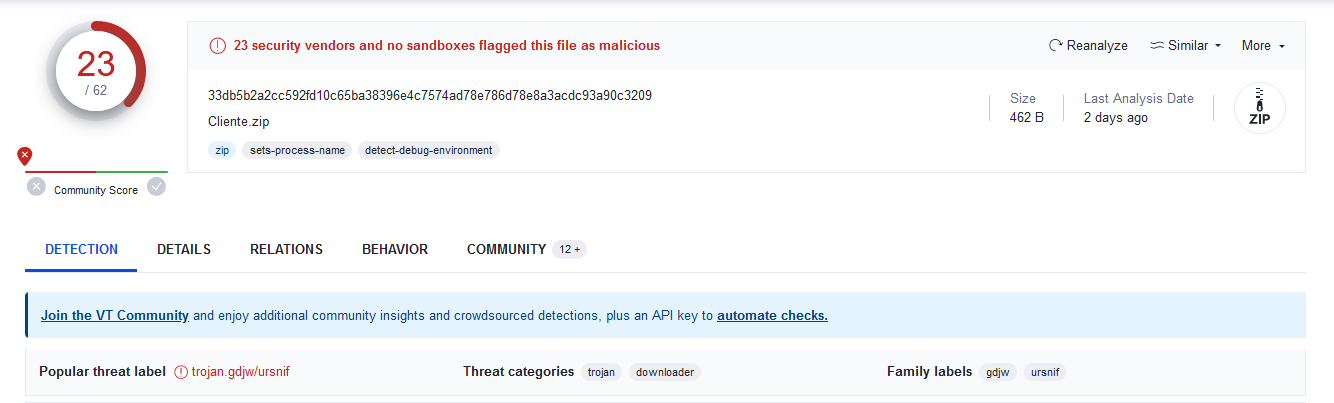 23
/ 62
Community Score
23 security vendors and no sandboxes flagged this file as malicious
Reanalyze Similar More
33db5b2a2cc592fd10c65ba38396e4c7574ad78e786d78e8a3acdc93a90c3209
Cliente.zip
zip sets-process-name detect-debug-environment
Size
462 B
Last Analysis Date
2 days ago
ZIP
DETECTION DETAILS RELATIONS BEHAVIOR COMMUNITY 12 +
Join the VT Community and enjoy additional community insights and crowdsourced detections, plus an API key to automate checks.
Popular threat label trojan.gdjw/ursnif Threat categories trojan downloader Family labels gdjw ursnif